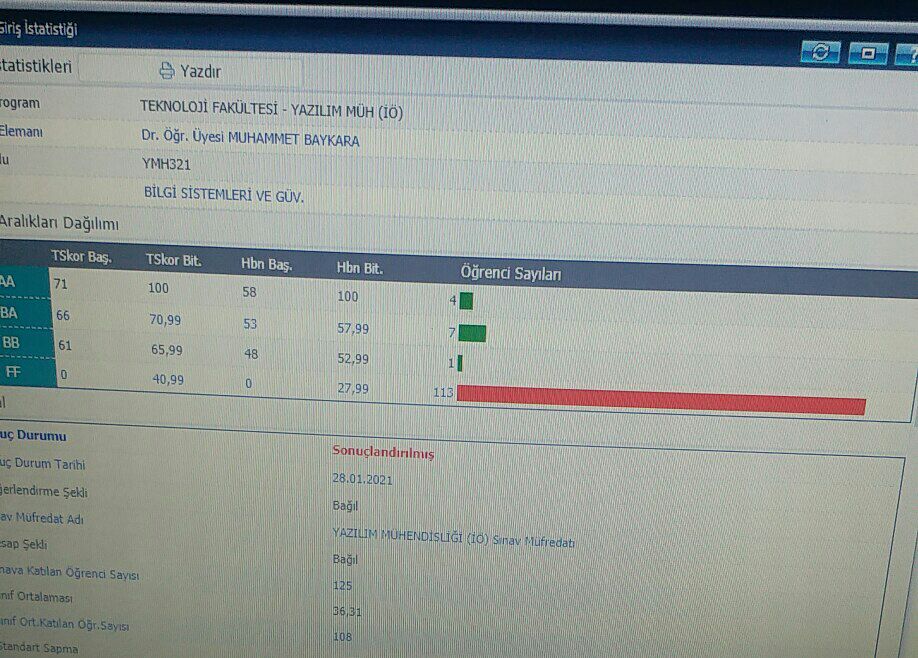 Giriş İstatistiği
statistikleri Yazdır
rogram TEKNOLOJİ FAKÜLTESİ - YAZILIM MÜH (İÖ)
Elemanı Dr. Öğr. Üyesi MUHAMMET BAYKARA
du YMH321
BİLGİ SİSTEMLERİ VE GÜV.
Aralıkları Dağılımı
TSkor Baş. TSkor Bit. Hbn Baş. Hbn Bit. Öğrenci Sayıları
AA 71 100 58 100 4
BA 66 70,99 53 57,99 7
BB 61 65,99 48 52,99 1
FF 0 40,99 0 27,99 113
uç Durumu Sonuçlandırılmış
uç Durum Tarihi 28.01.2021
ğerlendirme Şekli Bağıl
av Müfredat Adı YAZILIM MÜHENDİSLİĞİ (İÖ) Sınav Müfredatı
esap Şekli Bağıl
nava Katılan Öğrenci Sayısı 125
ınıf Ortalaması 36,31
ınıf Ort.Katılan Öğr.Sayısı 108
Standart Sapma